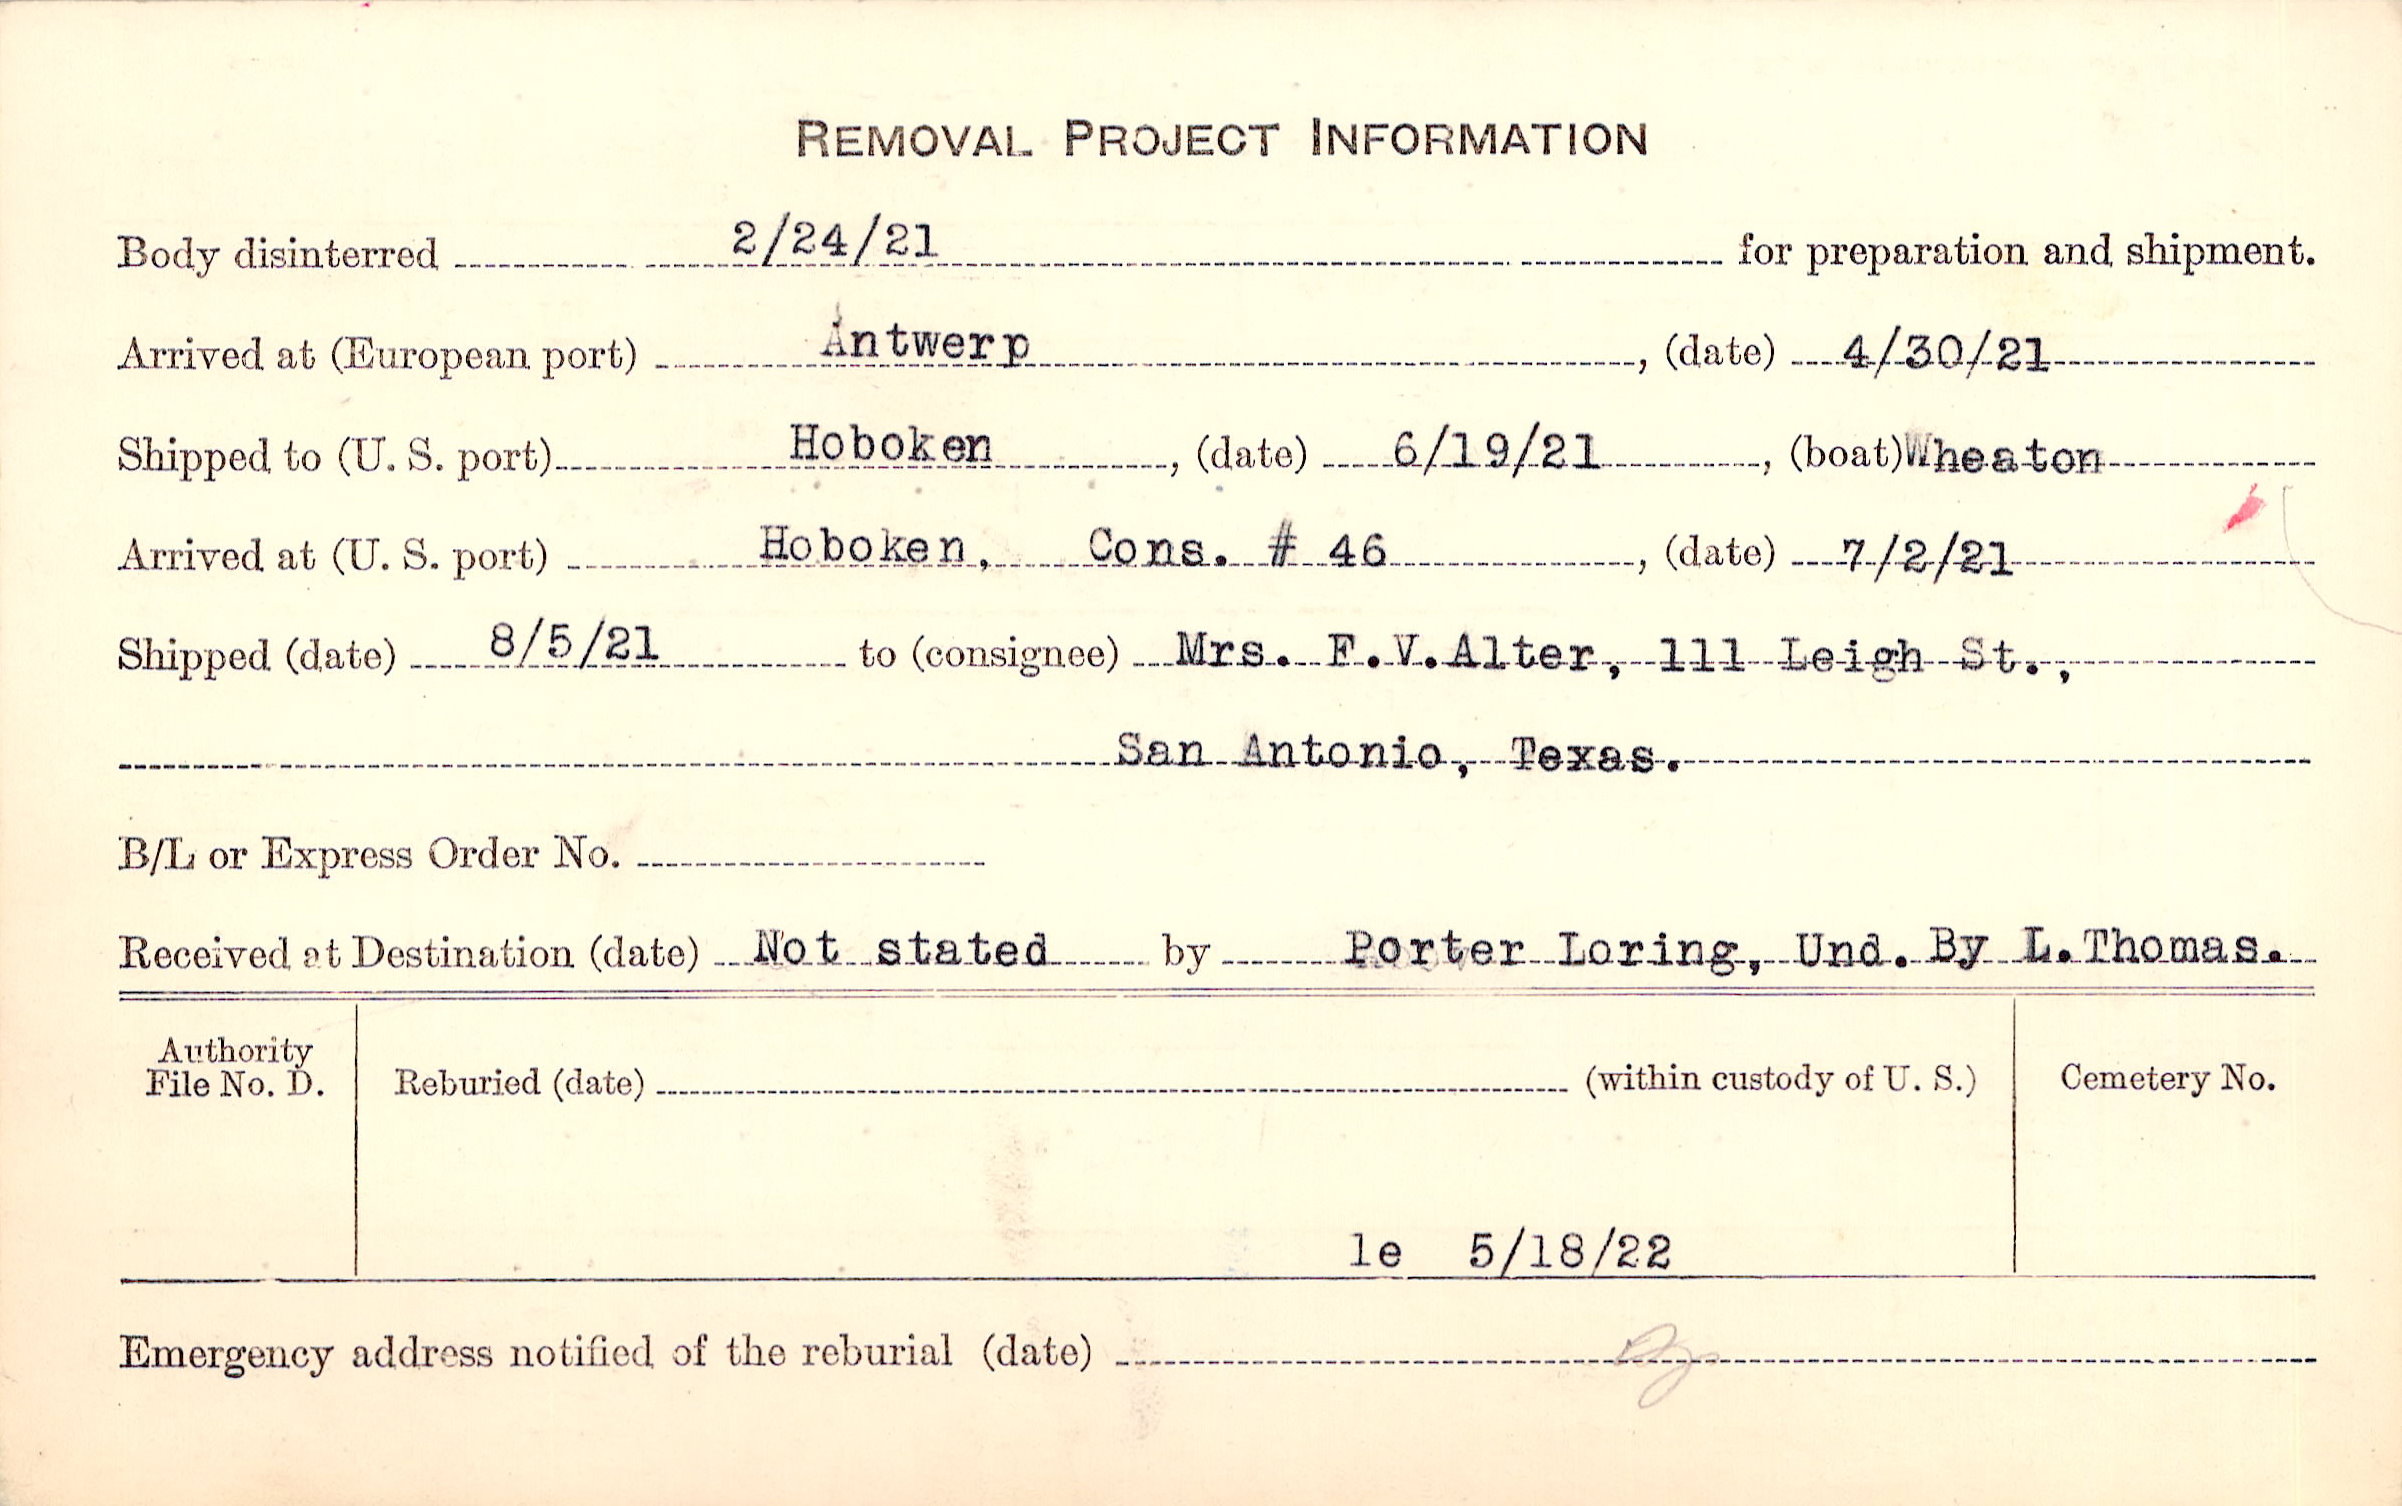 REMOVAL PROJECT INFORMATION
Body disinterred 2/24/21 for preparation and shipment.
Arrived at (European port) Antwerp, (date) 4/30/21
Shipped to (U. S. port) Hoboken, (date) 6/19/21, (boat) Wheaton
Arrived at (U. S. port) Hoboken, Cons. # 46, (date) 7/2/21
Shipped (date) 8/5/21 to (consignee) Mrs. F.V.Alter, 111 Leigh St.,
San Antonio, Texas.
B/L or Express Order No.
Received at Destination (date) Not stated by Porter Loring, Und. By L.Thomas.
Authority
File No. D.
Reburied (date) (within custody of U. S.)
Cemetery No.
le 5/18/22
Emergency address notified of the reburial (date)